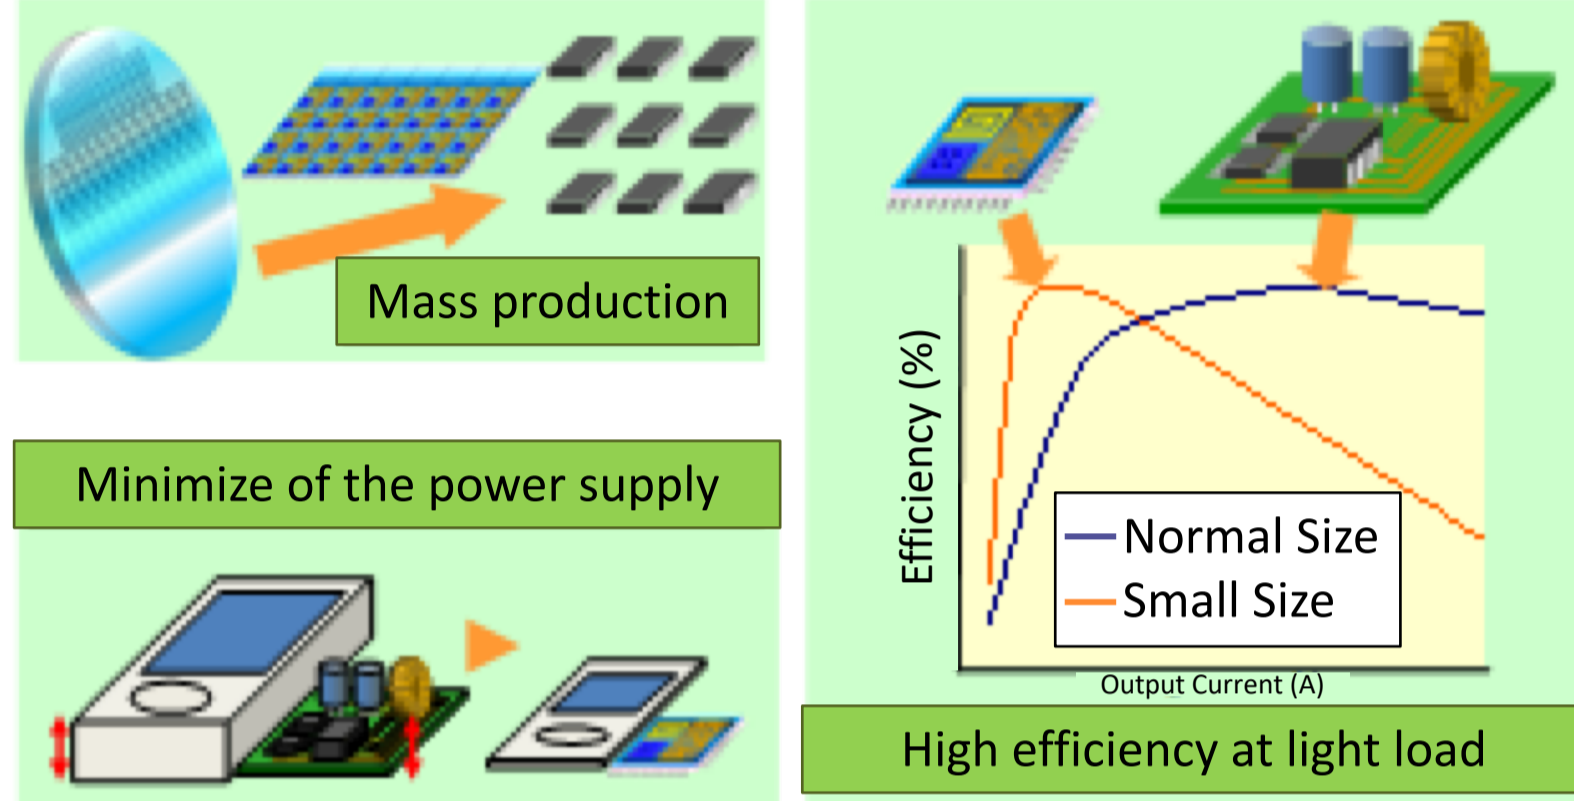 Mass production
Minimize of the power supply
Efficiency (%)
Normal Size
Small Size
Output Current (A)
High efficiency at light load